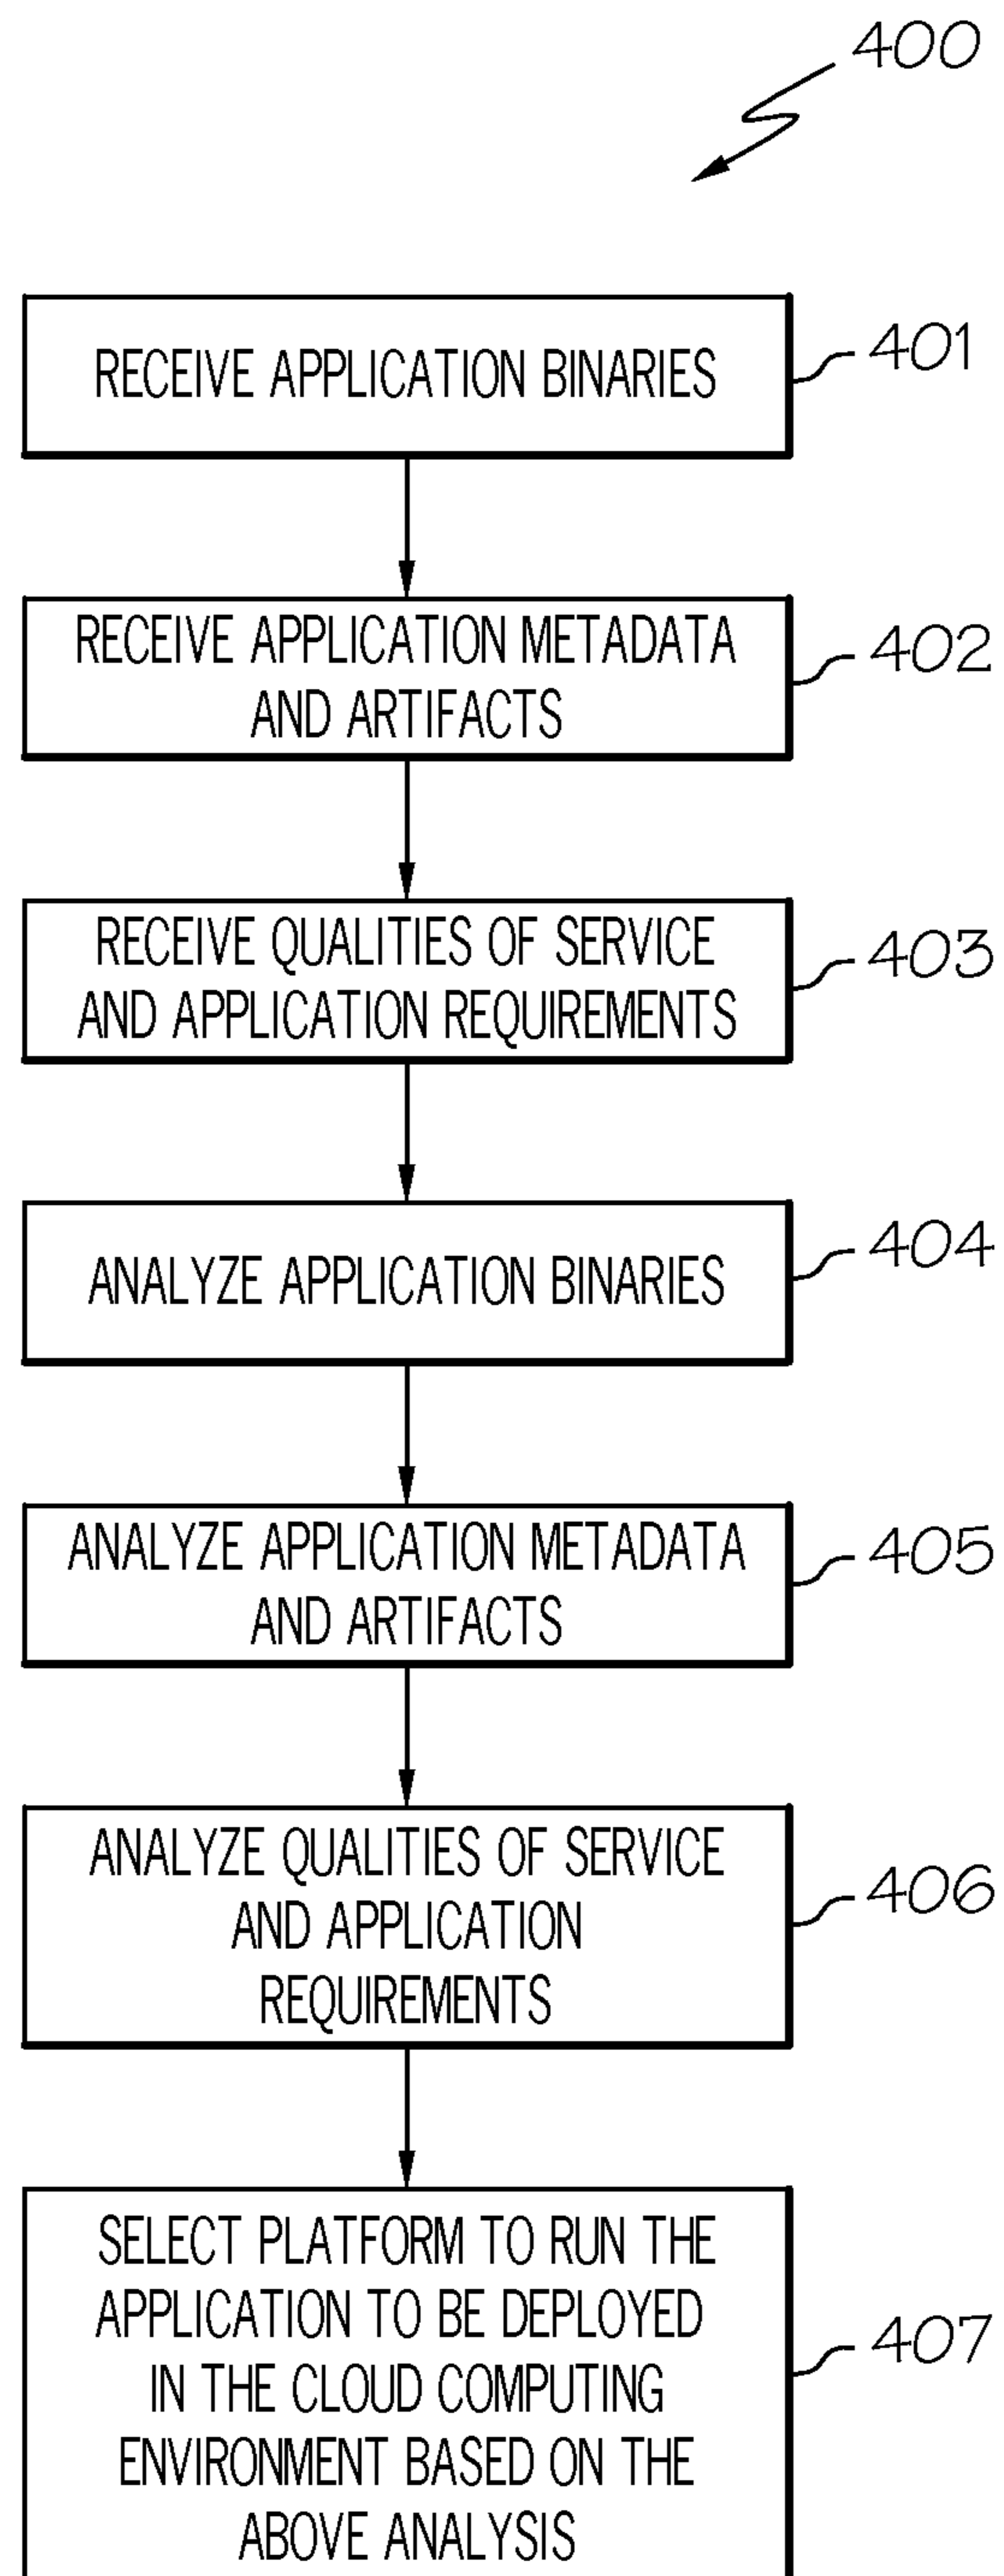 400
RECEIVE APPLICATION BINARIES
401
RECEIVE APPLICATION METADATA
AND ARTIFACTS
402
RECEIVE QUALITIES OF SERVICE
AND APPLICATION REQUIREMENTS
403
ANALYZE APPLICATION BINARIES
404
ANALYZE APPLICATION METADATA
AND ARTIFACTS
405
ANALYZE QUALITIES OF SERVICE
AND APPLICATION
REQUIREMENTS
406
SELECT PLATFORM TO RUN THE
APPLICATION TO BE DEPLOYED
IN THE CLOUD COMPUTING
ENVIRONMENT BASED ON THE
ABOVE ANALYSIS
407